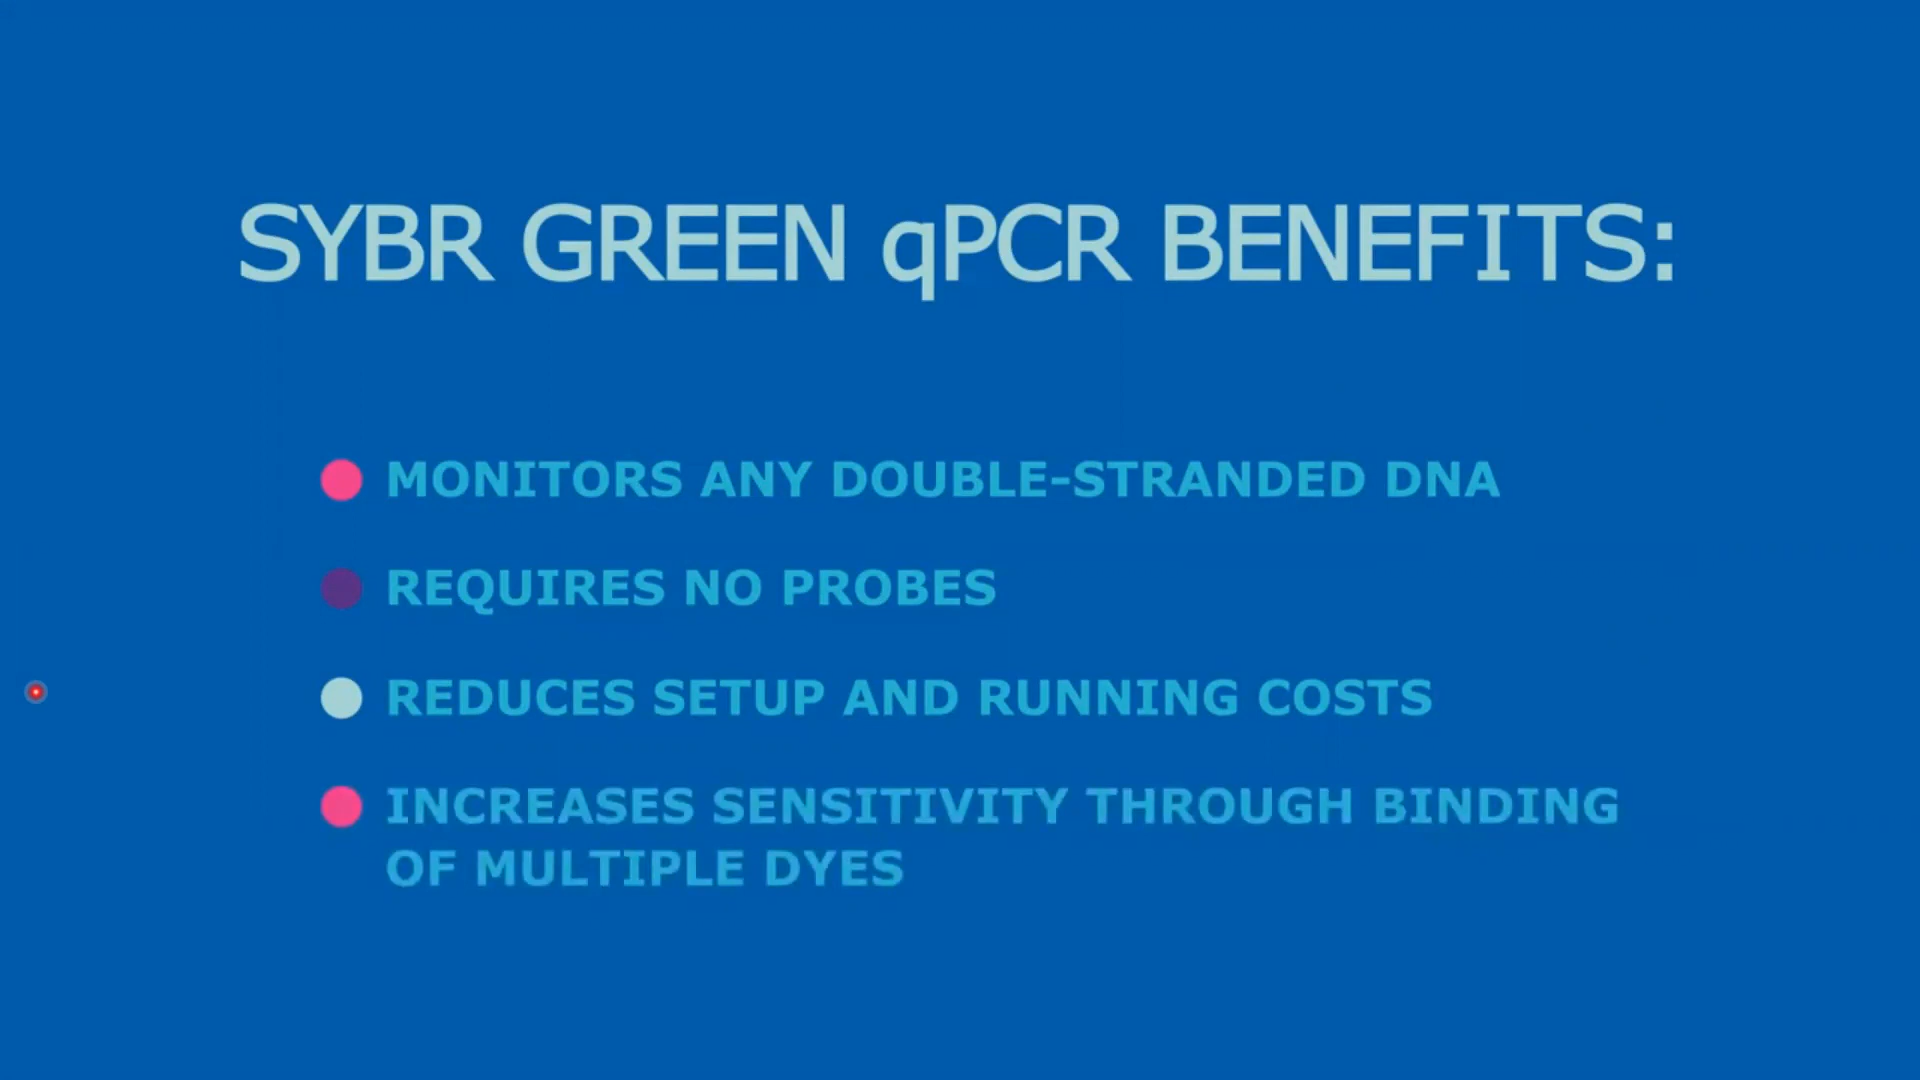 SYBR GREEN qPCR BENEFITS:
MONITORS ANY DOUBLE-STRANDED DNA
REQUIRES NO PROBES
REDUCES SETUP AND RUNNING COSTS
INCREASES SENSITIVITY THROUGH BINDING
OF MULTIPLE DYES